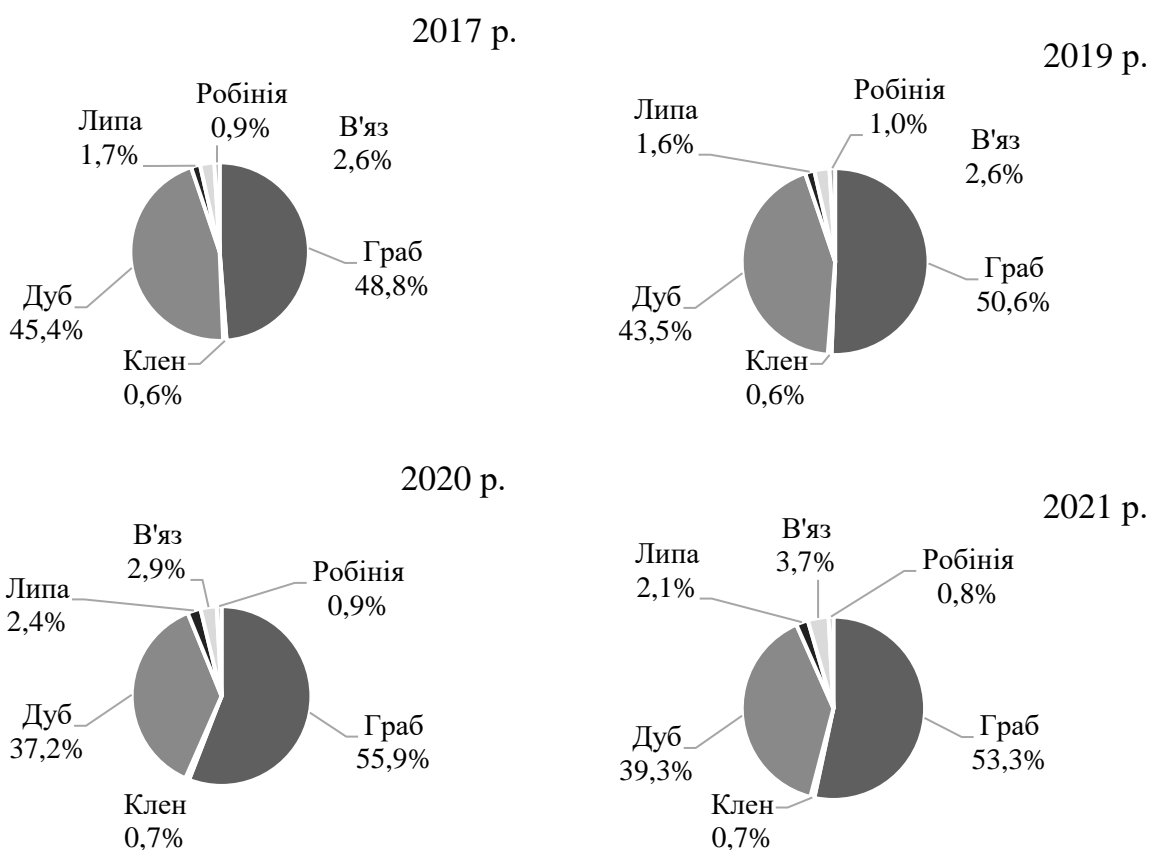 2017 р.
Робінія
0,9%
Липа
1,7%
В'яз
2,6%
Граб
48,8%
Дуб
45,4%
Клен
0,6%
2019 р.
Робінія
1,0%
Липа
1,6%
В'яз
2,6%
Граб
50,6%
Дуб
43,5%
Клен
0,6%
2020 р.
В'яз
2,9%
Робінія
0,9%
Липа
2,4%
Дуб
37,2%
Граб
55,9%
Клен
0,7%
2021 р.
В'яз
3,7%
Липа
2,1%
Робінія
0,8%
Граб
53,3%
Дуб
39,3%
Клен
0,7%